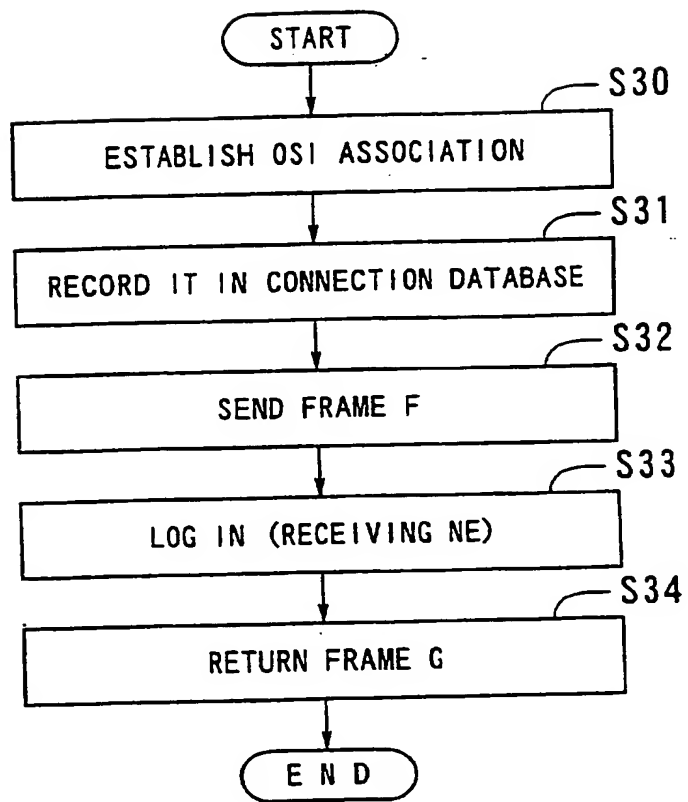 START
S30
ESTABLISH OSI ASSOCIATION
S31
RECORD IT IN CONNECTION DATABASE
S32
SEND FRAME F
S33
LOG IN (RECEIVING NE)
S34
RETURN FRAME G
END